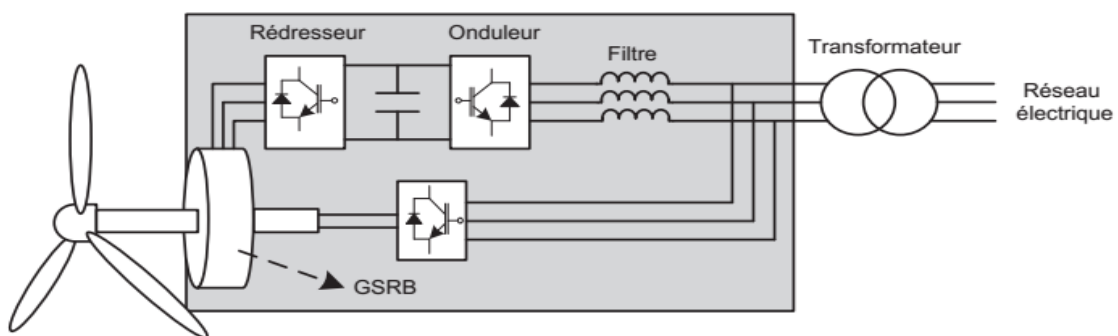 Rédresseur
Onduleur
Filtre
Transformateur
Réseau
électrique
GSRB